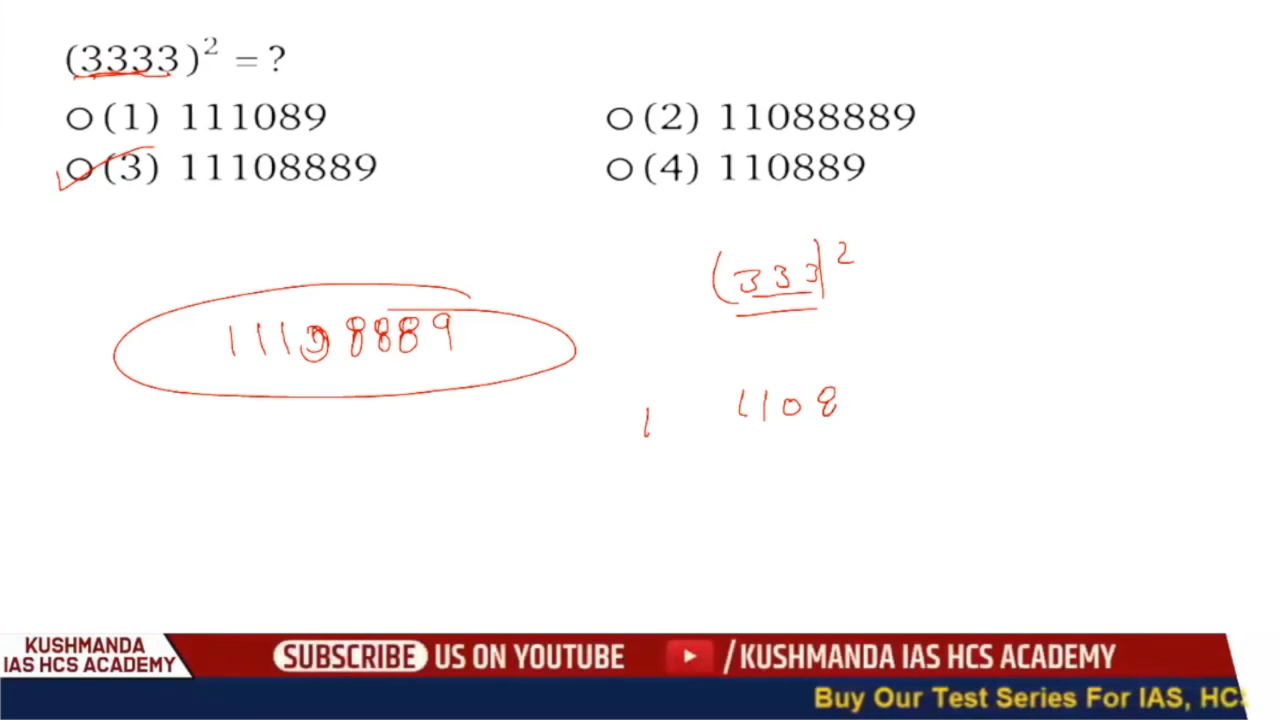 (3333)² = ?
(1) 111089
(2) 11088889
(3) 11108889
(4) 110889
(333)²
11108889
1108
1
KUSHMANDA
IAS HCS ACADEMY
SUBSCRIBE US ON YOUTUBE
/KUSHMANDA IAS HCS ACADEMY
Buy Our Test Series For IAS, HCS